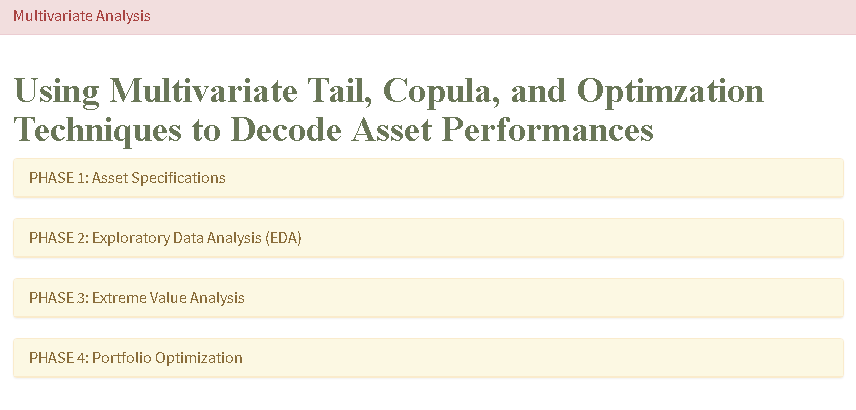 Multivariate Analysis
Using Multivariate Tail, Copula, and Optimzation
Techniques to Decode Asset Performances
PHASE 1: Asset Specifications
PHASE 2: Exploratory Data Analysis (EDA)
PHASE 3: Extreme Value Analysis
PHASE 4: Portfolio Optimization